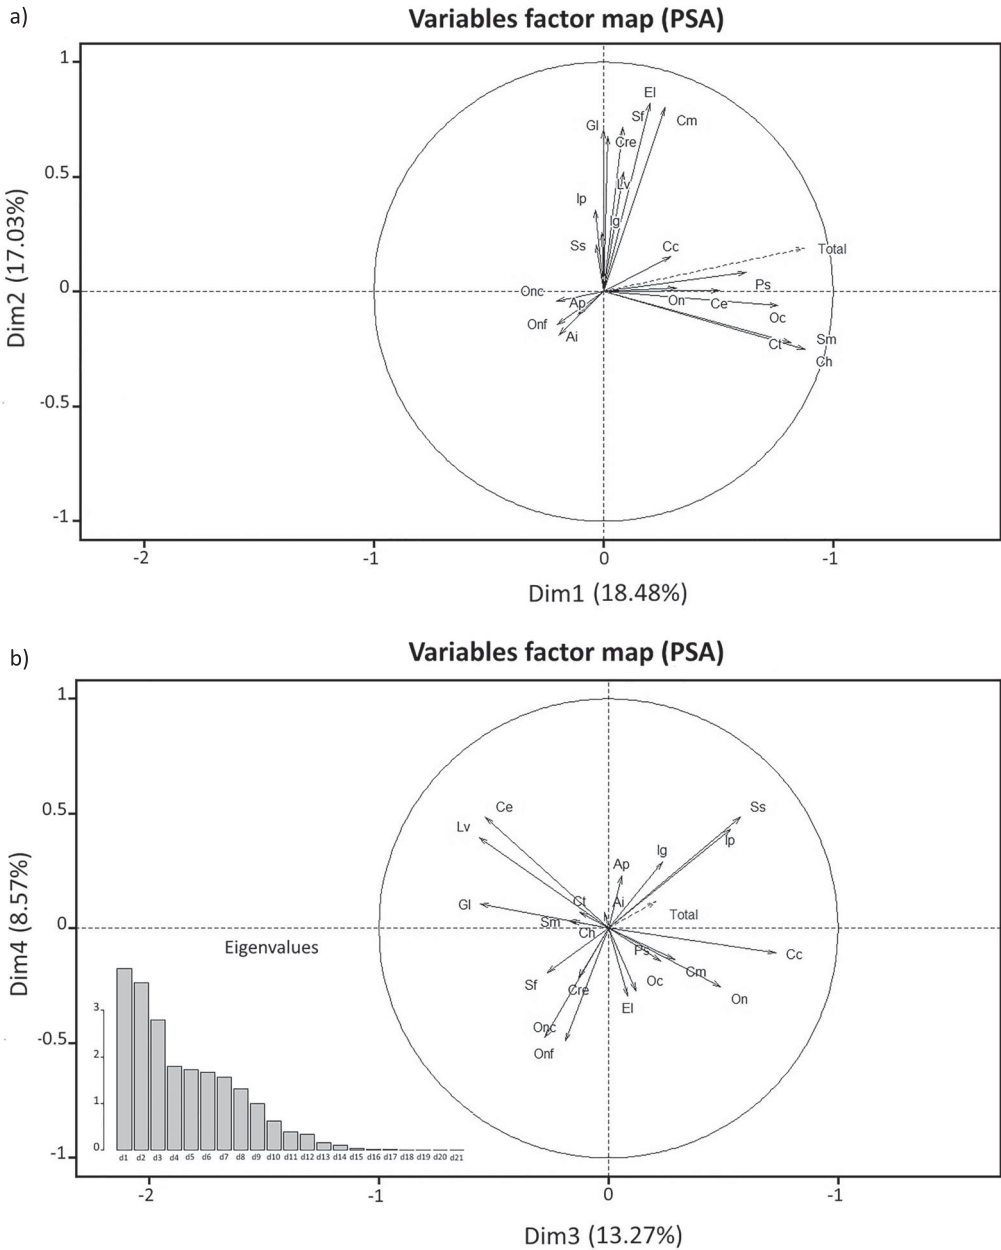 a)
Variables factor map (PSA)
1
0.5
0
-0.5
-1
Dim2 (17.03%)
El
Sf
Cm
Gl
Cre
Lv
Ip
Ig
Ss
Cc
Total
Onc
Ap
On
Ps
Ce
Oc
Onf
Ai
Ct
Sm
Ch
-2
-1
0
-1
Dim1 (18.48%)
b)
Variables factor map (PSA)
1
0.5
0
-0.5
-1
Dim4 (8.57%)
Ce
Ss
Lv
Ip
Ig
Ap
Gl
Ct
Ai
Total
Sm
Ch
Ps
Cc
Cm
Sf
Cre
Oc
On
El
Onc
Onf
Eigenvalues
3
2
1
0
d1 d2 d3 d4 d5 d6 d7 d8 d9 d10 d11 d12 d13 d14 d15 d16 d17 d18 d19 d20 d21
-2
-1
0
-1
Dim3 (13.27%)